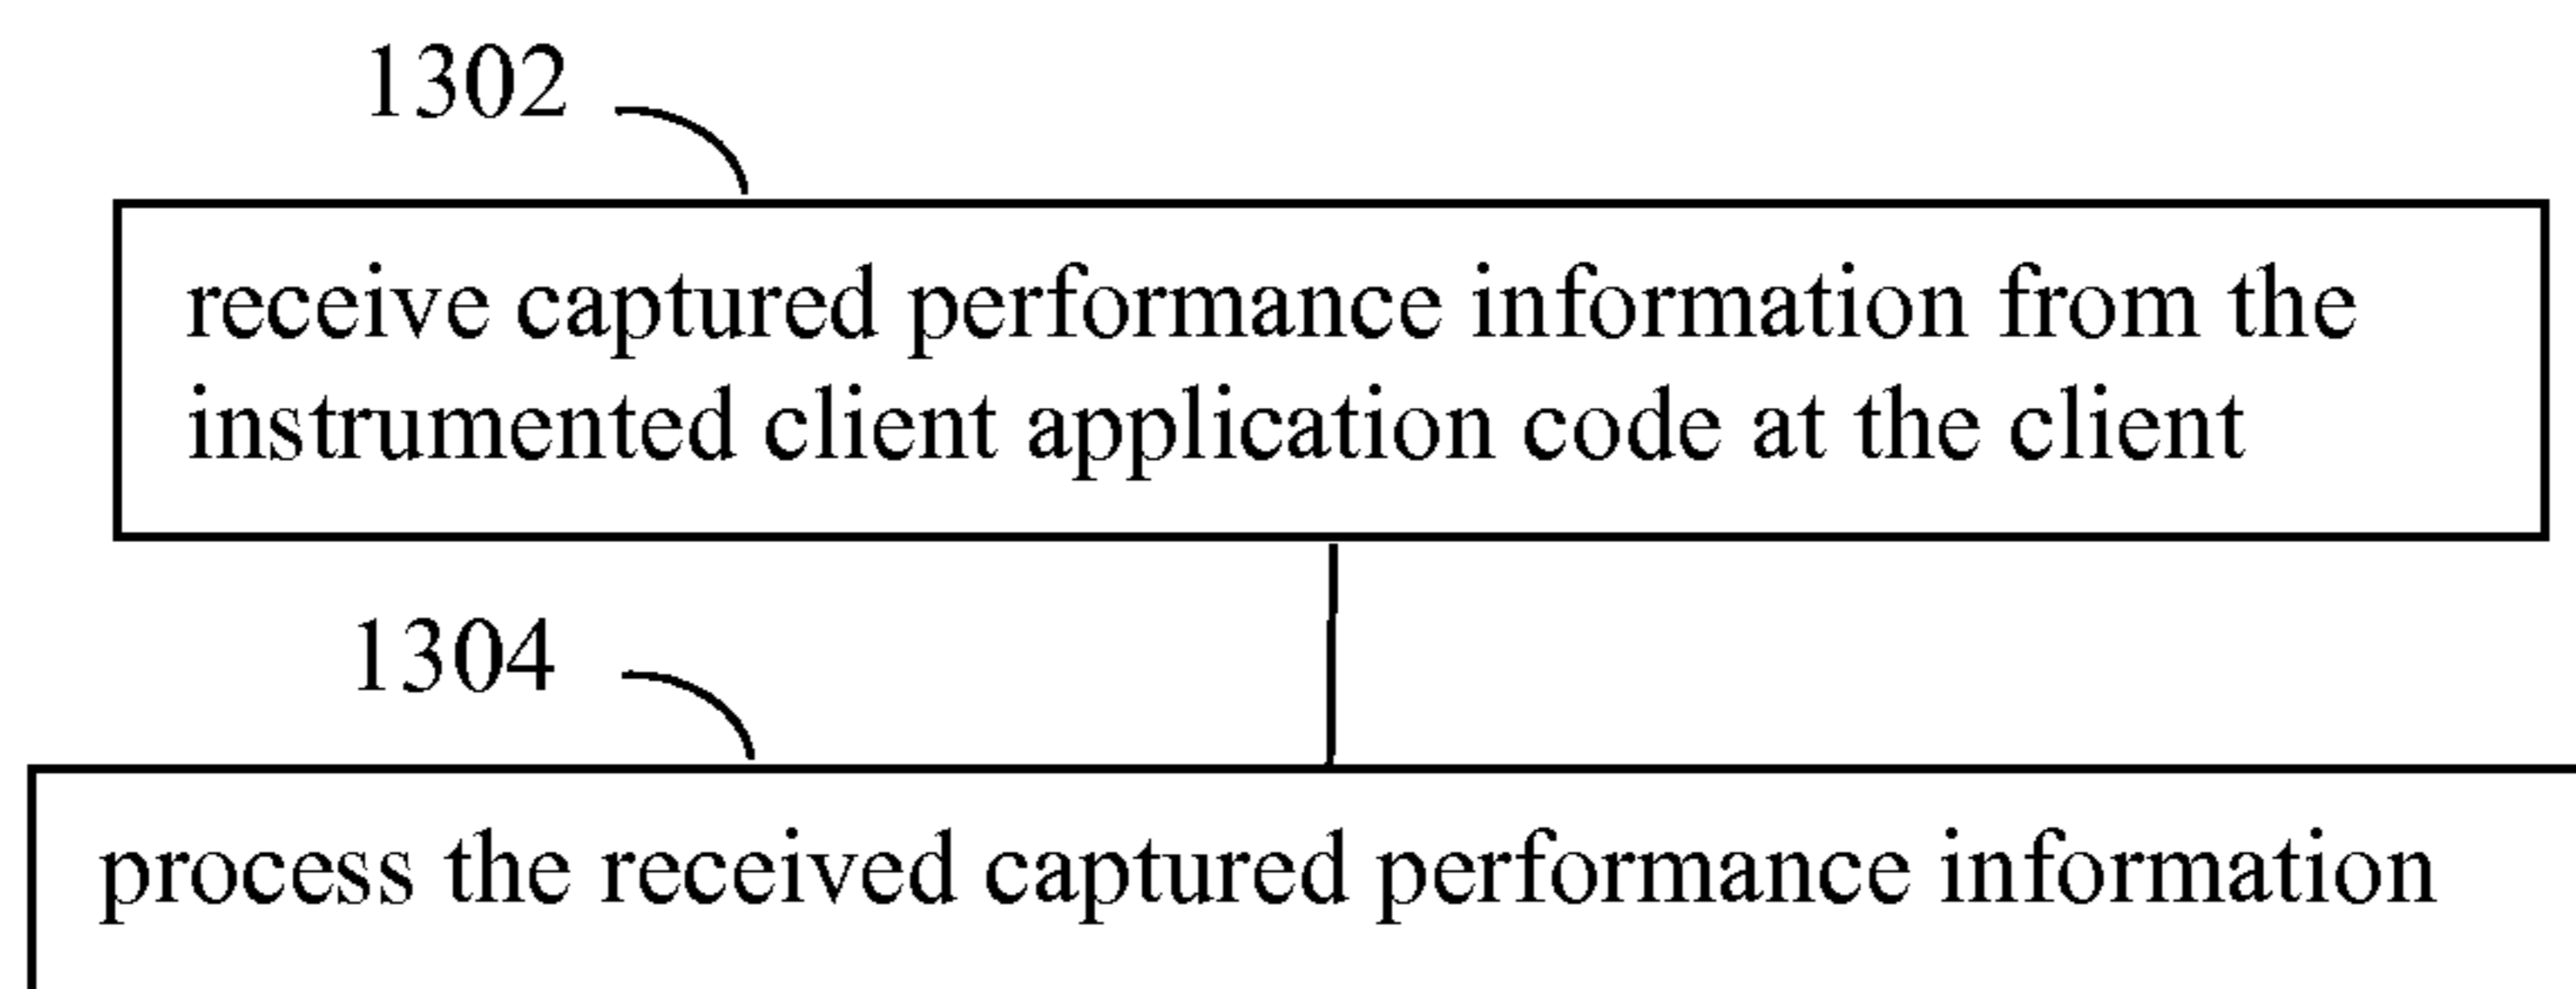 1302
receive captured performance information from the
instrumented client application code at the client
1304
process the received captured performance information